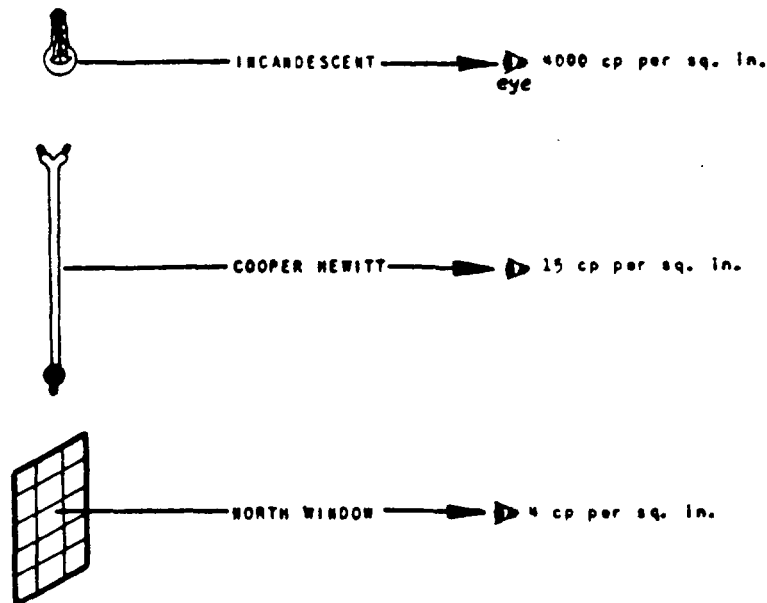 INCANDESCENT 4000 cp per sq. in.
eye
COOPER HEWITT 15 cp per sq. in.
NORTH WINDOW 4 cp per sq. in.